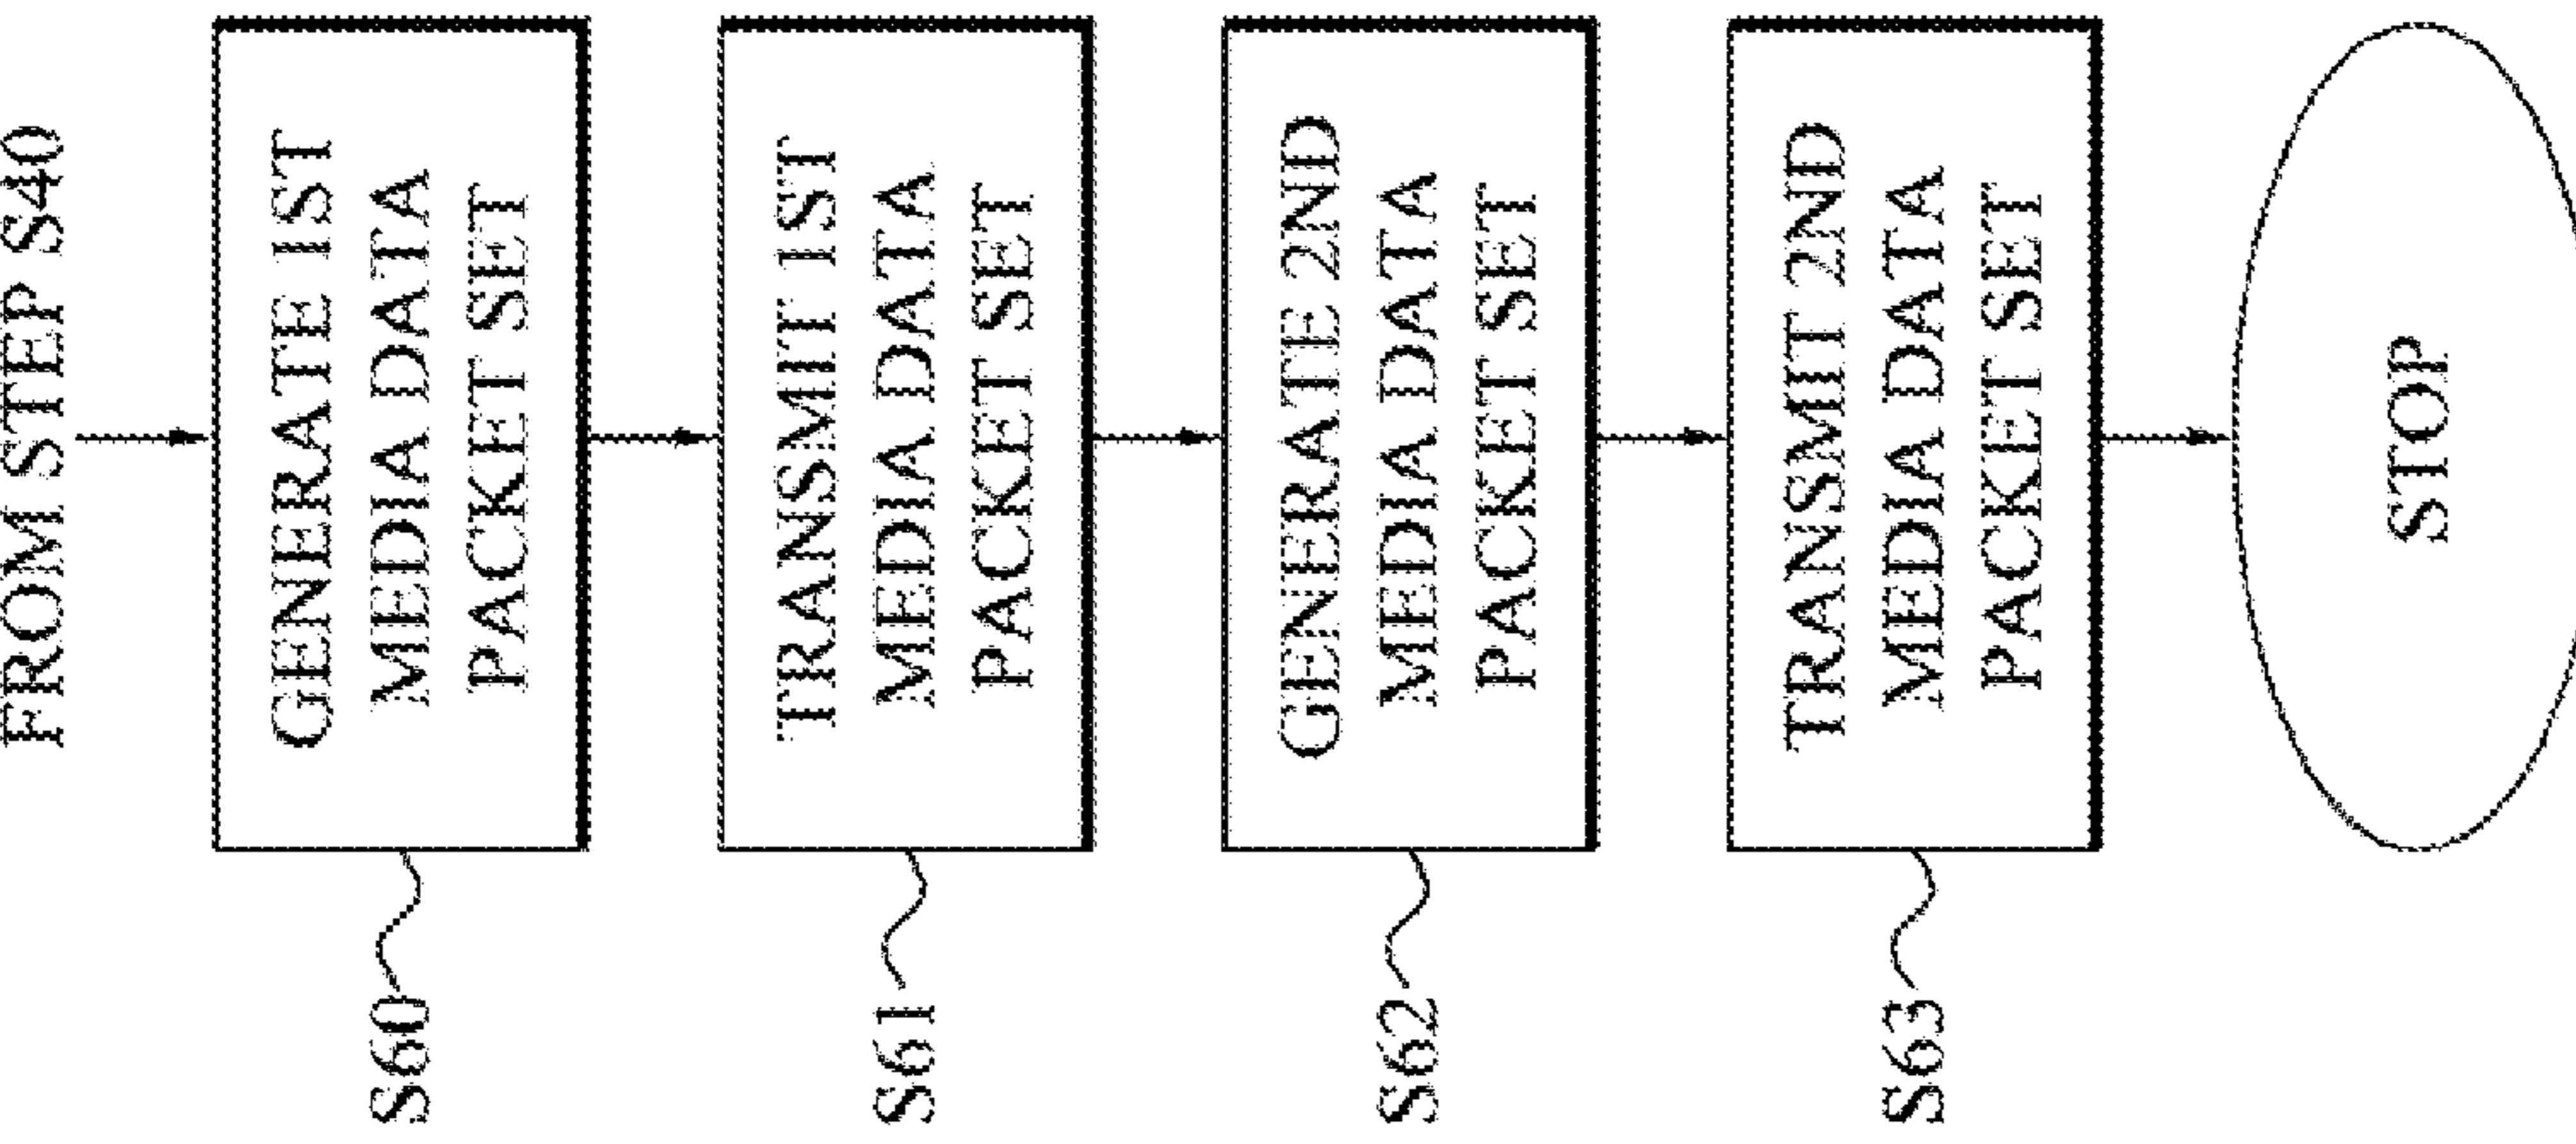 FROM STEP S40
GENERATE 1ST
MEDIA DATA
PACKET SET
S60
TRANSMIT 1ST
MEDIA DATA
PACKET SET
S61
GENERATE 2ND
MEDIA DATA
PACKET SET
S62
TRANSMIT 2ND
MEDIA DATA
PACKET SET
S63
STOP